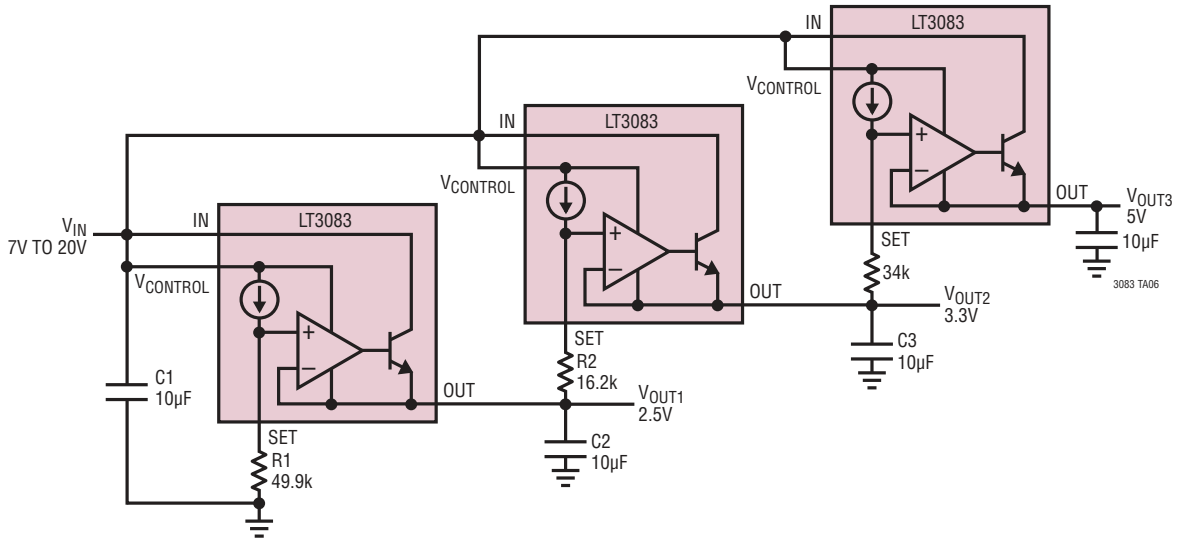 IN
LT3083
VCONTROL
OUT
VOUT3
5V
10µF
SET
34k
3083 TA06
IN
LT3083
VCONTROL
OUT
VOUT2
3.3V
SET
R2
16.2k
C3
10µF
VIN
7V TO 20V
IN
LT3083
VCONTROL
OUT
VOUT1
2.5V
C1
10µF
SET
R1
49.9k
C2
10µF
+
−
+
−
+
−